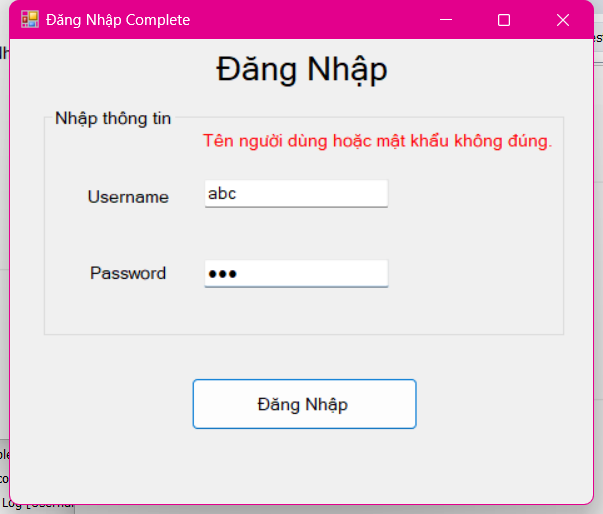 Đăng Nhập Complete
Đăng Nhập
Nhập thông tin
Tên người dùng hoặc mật khẩu không đúng.
Username
abc
Password
●●●
Đăng Nhập
Log